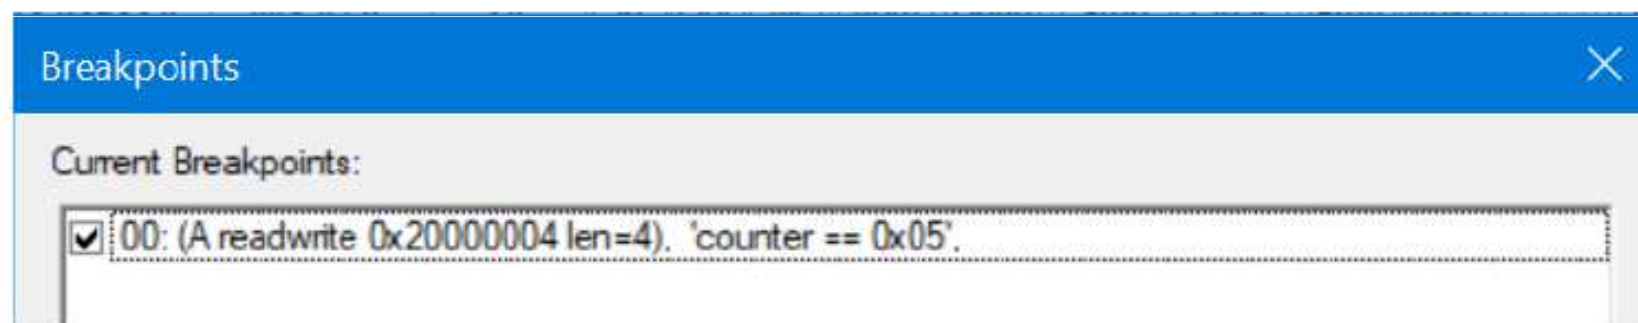 Breakpoints
Current Breakpoints:
00: (A readwrite 0x20000004 len=4), 'counter == 0x05',